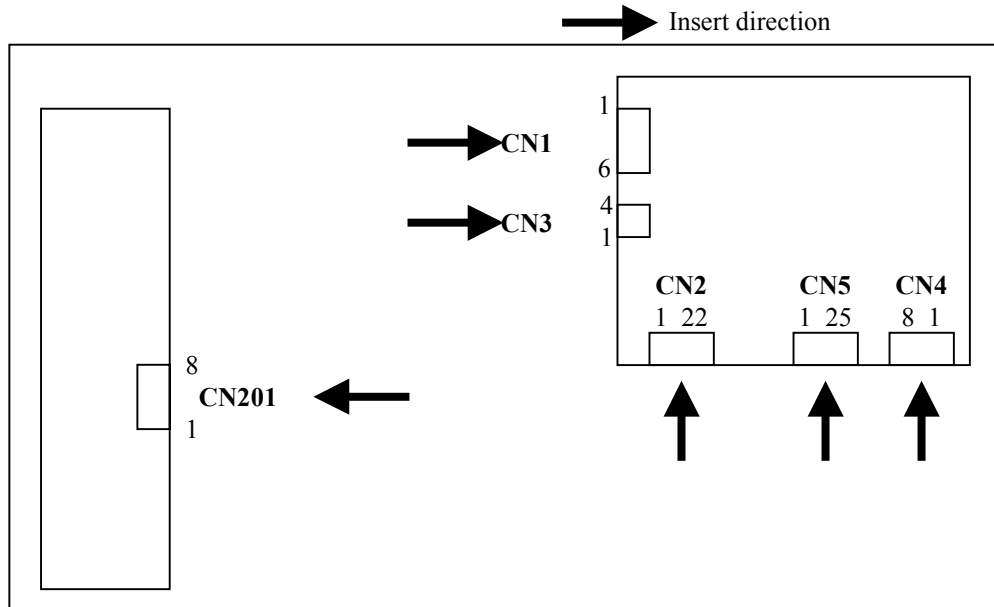 Insert direction
1
CN1
6
4
CN3
1
CN2 CN5 CN4
1 22 1 25 8 1
8
CN201
1